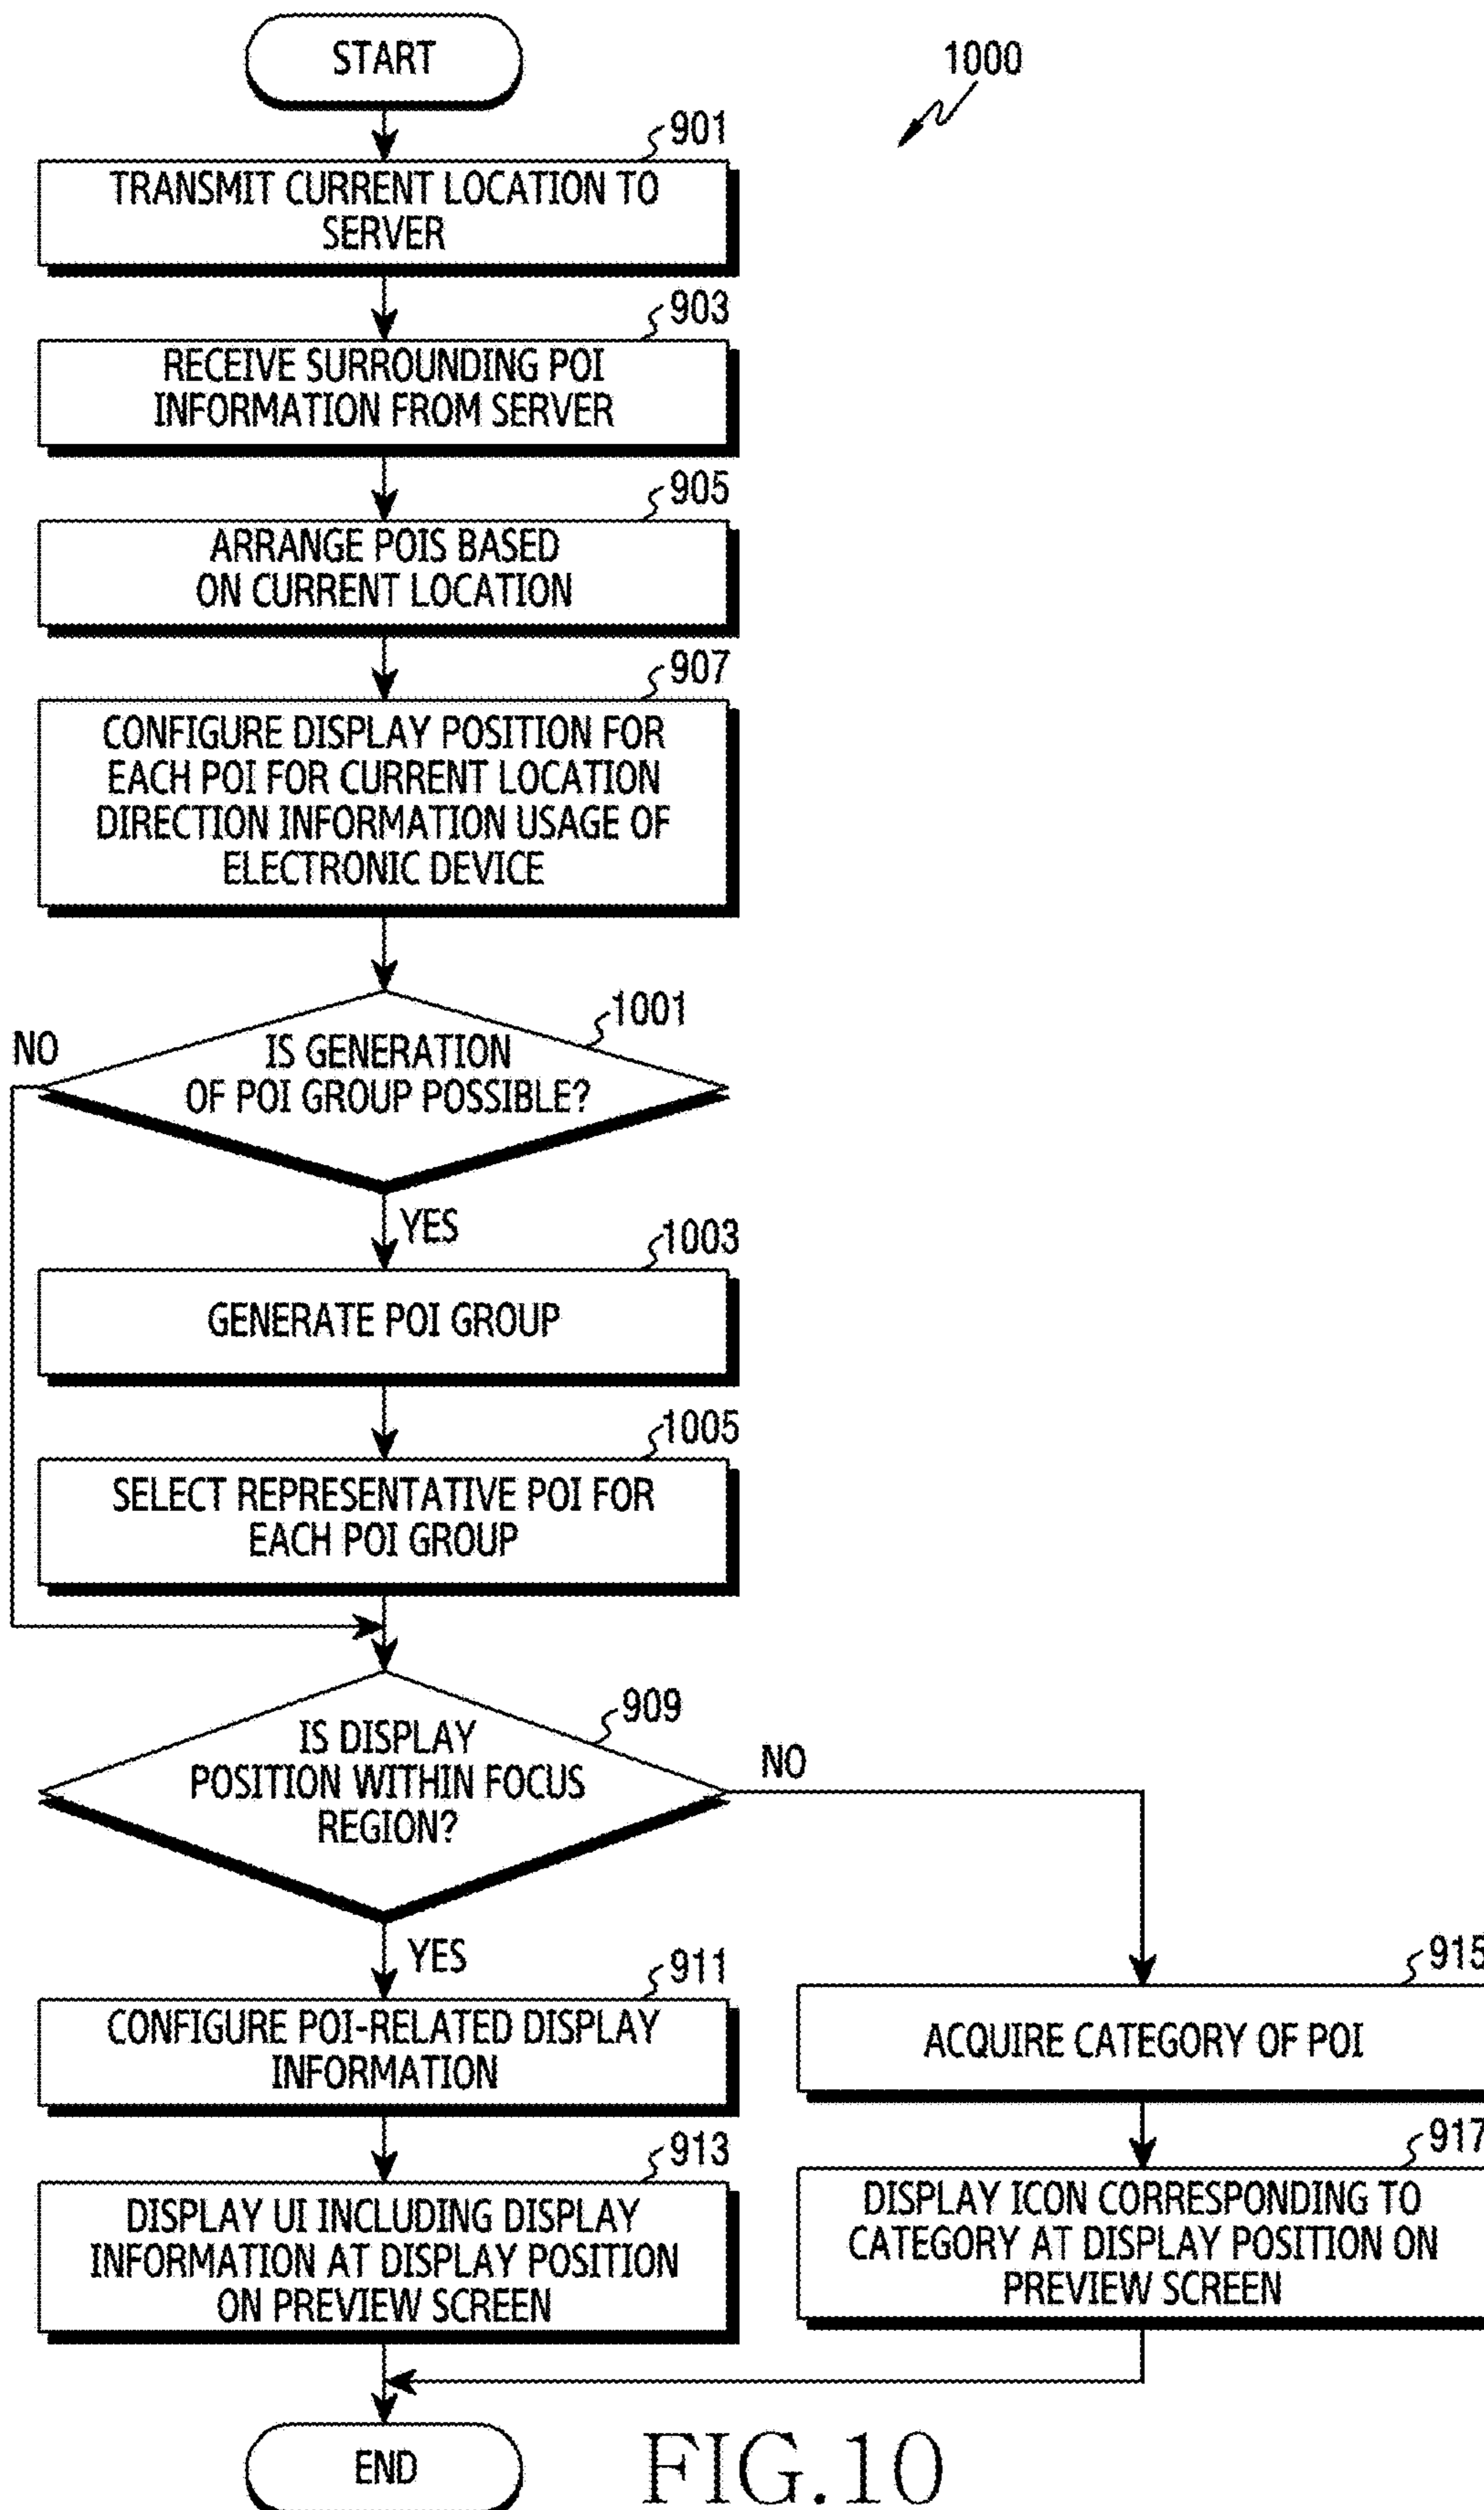 START
1000
901
TRANSMIT CURRENT LOCATION TO
SERVER
903
RECEIVE SURROUNDING POI
INFORMATION FROM SERVER
905
ARRANGE POIS BASED
ON CURRENT LOCATION
907
CONFIGURE DISPLAY POSITION FOR
EACH POI FOR CURRENT LOCATION
DIRECTION INFORMATION USAGE OF
ELECTRONIC DEVICE
1001
NO
IS GENERATION
OF POI GROUP POSSIBLE?
YES
1003
GENERATE POI GROUP
1005
SELECT REPRESENTATIVE POI FOR
EACH POI GROUP
909
IS DISPLAY
POSITION WITHIN FOCUS
REGION?
NO
YES
911
CONFIGURE POI-RELATED DISPLAY
INFORMATION
915
ACQUIRE CATEGORY OF POI
913
DISPLAY UI INCLUDING DISPLAY
INFORMATION AT DISPLAY POSITION
ON PREVIEW SCREEN
917
DISPLAY ICON CORRESPONDING TO
CATEGORY AT DISPLAY POSITION ON
PREVIEW SCREEN
END
FIG.10